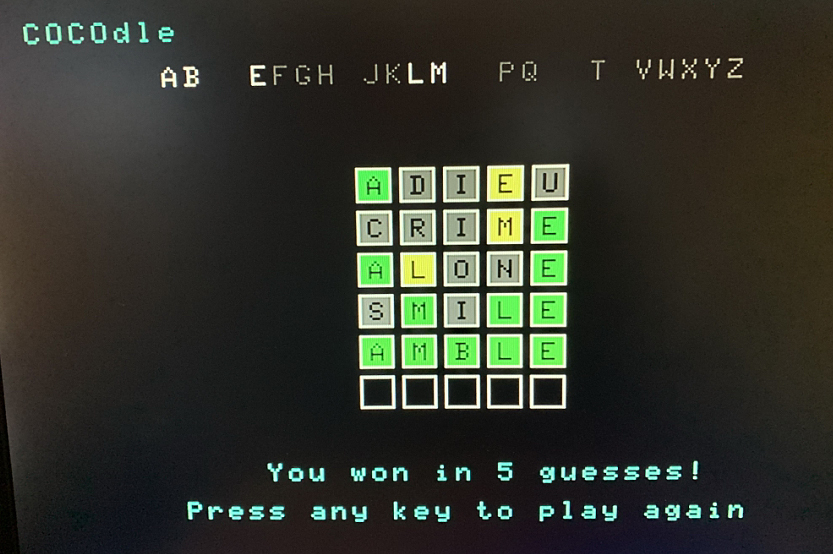 COCOdle
AB EFGH JKLM PQ T VWXYZ
ADIEU
CRIME
ALONE
SMILE
AMBLE
You won in 5 guesses!
Press any key to play again